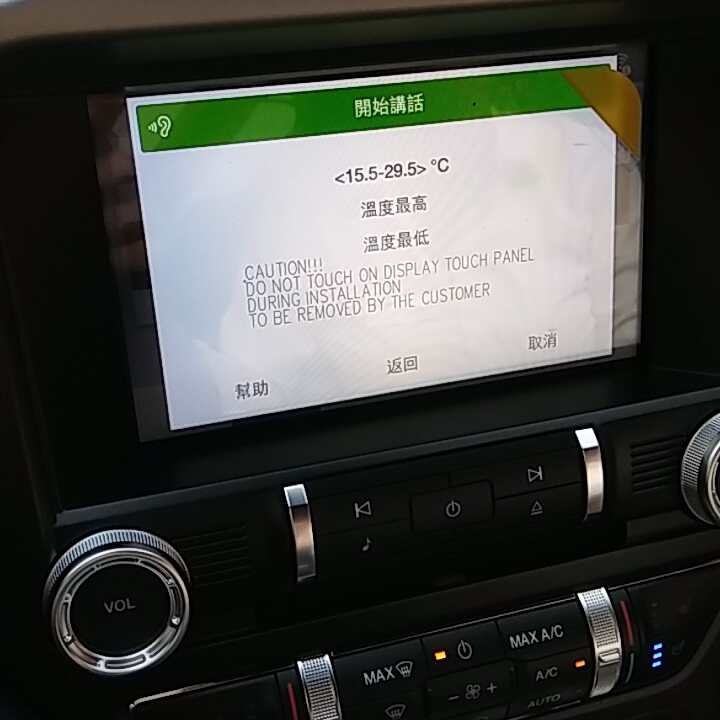 開始講話
<15.5-29.5> °C
溫度最高
溫度最低
CAUTION!!!
DO NOT TOUCH ON DISPLAY TOUCH PANEL
DURING INSTALLATION
TO BE REMOVED BY THE CUSTOMER
幫助
返回
取消
VOL
MAX
MAX A/C
A/C
AUTO